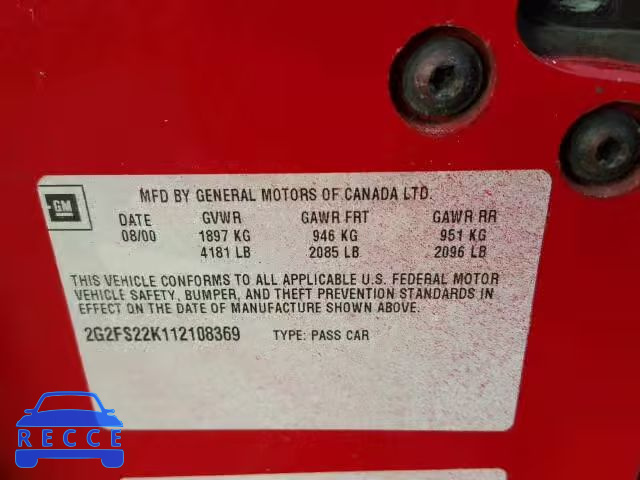 GM
MFD BY GENERAL MOTORS OF CANADA LTD.
DATE GVWR GAWR FRT GAWR RR
08/00 1897 KG 946 KG 951 KG
4181 LB 2085 LB 2096 LB
THIS VEHICLE CONFORMS TO ALL APPLICABLE U.S. FEDERAL MOTOR
VEHICLE SAFETY, BUMPER, AND THEFT PREVENTION STANDARDS IN
EFFECT ON THE DATE OF MANUFACTURE SHOWN ABOVE.
2G2FS22K112108369 TYPE: PASS CAR
RECCE